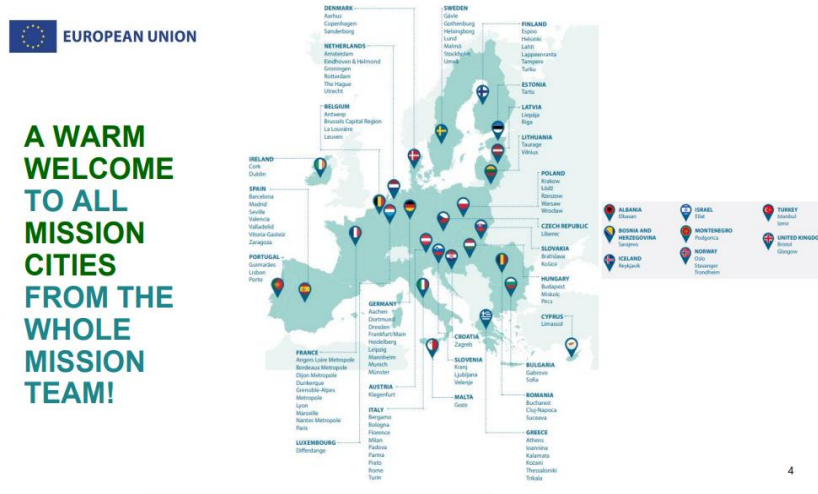 EUROPEAN UNION
A WARM
WELCOME
TO ALL
MISSION
CITIES
FROM THE
WHOLE
MISSION
TEAM!
DENMARK
Aarhus
Copenhagen
Sønderborg
NETHERLANDS
Amsterdam
Eindhoven & Helmond
Groningen
Rotterdam
The Hague
Utrecht
BELGIUM
Antwerp
Brussels Capital Region
La Louvière
Leuven
IRELAND
Cork
Dublin
SPAIN
Barcelona
Madrid
Seville
Valencia
Valladolid
Vitoria-Gasteiz
Zaragoza
PORTUGAL
Guimarães
Lisbon
Porto
SWEDEN
Gävle
Gothenburg
Helsingborg
Lund
Malmö
Stockholm
Umeå
FINLAND
Espoo
Helsinki
Lahti
Lappeenranta
Tampere
Turku
ESTONIA
Tartu
LATVIA
Liepāja
Riga
LITHUANIA
Taurage
Vilnius
POLAND
Krakow
Łódź
Rzeszow
Warsaw
Wrocław
CZECH REPUBLIC
Liberec
SLOVAKIA
Bratislava
Košice
HUNGARY
Budapest
Miskolc
Pécs
CYPRUS
Limassol
GERMANY
Aachen
Dortmund
Dresden
Frankfurt/Main
Heidelberg
Leipzig
Mannheim
Munich
Münster
FRANCE
Angers Loire Metropole
Bordeaux Metropole
Dijon Metropole
Dunkerque
Grenoble-Alpes
Metropole
Lyon
Marseille
Nantes Metropole
Paris
LUXEMBOURG
Differdange
AUSTRIA
Klagenfurt
ITALY
Bergamo
Bologna
Florence
Milan
Padova
Parma
Prato
Rome
Turin
CROATIA
Zagreb
SLOVENIA
Kranj
Ljubljana
Velenje
MALTA
Gozo
BULGARIA
Gabrovo
Sofia
ROMANIA
Bucharest
Cluj-Napoca
Suceava
GREECE
Athens
Ioannina
Kalamata
Kozani
Thessaloniki
Trikala
ALBANIA
Elbasan
BOSNIA AND
HERZEGOVINA
Sarajevo
ICELAND
Reykjavík
ISRAEL
Eilat
MONTENEGRO
Podgorica
NORWAY
Oslo
Stavanger
Trondheim
TURKEY
Istanbul
Izmir
UNITED KINGDO
Bristol
Glasgow
4